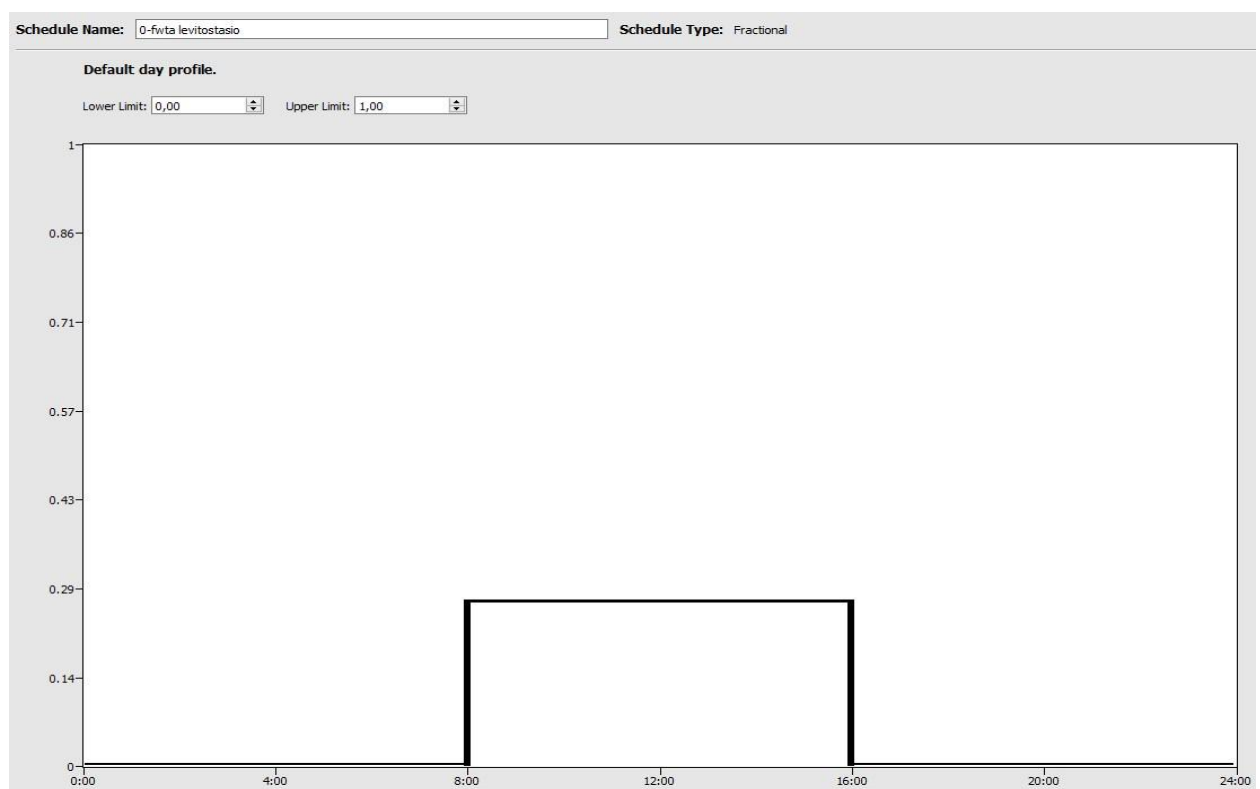 Schedule Name: 0-fwta levitostasio Schedule Type: Fractional
Default day profile.
Lower Limit: 0,00 Upper Limit: 1,00
1
0.86
0.71
0.57
0.43
0.29
0.14
0
0:00 4:00 8:00 12:00 16:00 20:00 24:00